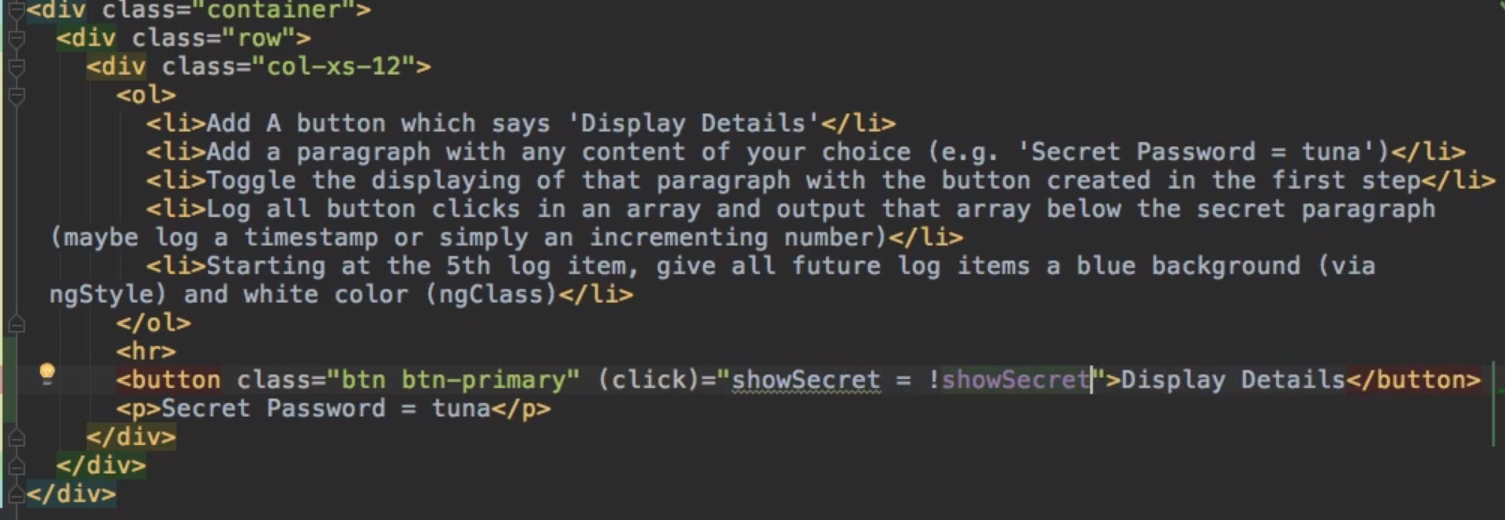 <div class="container">
<div class="row">
<div class="col-xs-12">
<ol>
<li>Add A button which says 'Display Details'</li>
<li>Add a paragraph with any content of your choice (e.g. 'Secret Password = tuna')</li>
<li>Toggle the displaying of that paragraph with the button created in the first step</li>
<li>Log all button clicks in an array and output that array below the secret paragraph
(maybe log a timestamp or simply an incrementing number)</li>
<li>Starting at the 5th log item, give all future log items a blue background (via
ngStyle) and white color (ngClass)</li>
</ol>
<hr>
<button class="btn btn-primary" (click)="showSecret = !showSecret">Display Details</button>
<p>Secret Password = tuna</p>
</div>
</div>
</div>